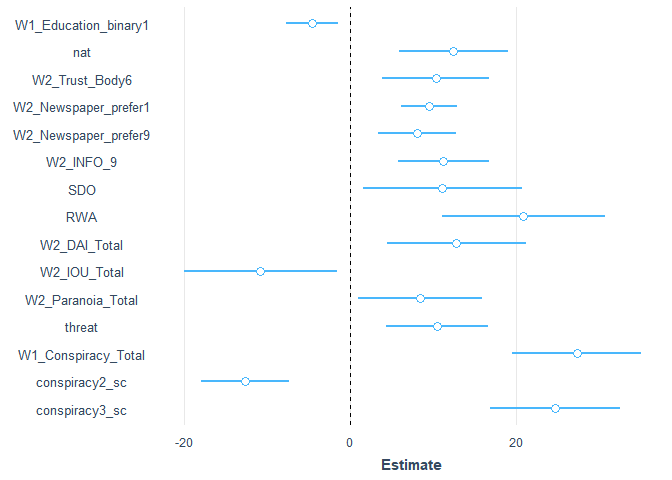 W1_Education_binary1
nat
W2_Trust_Body6
W2_Newspaper_prefer1
W2_Newspaper_prefer9
W2_INFO_9
SDO
RWA
W2_DAI_Total
W2_IOU_Total
W2_Paranoia_Total
threat
W1_Conspiracy_Total
conspiracy2_sc
conspiracy3_sc
-20 0 20
Estimate